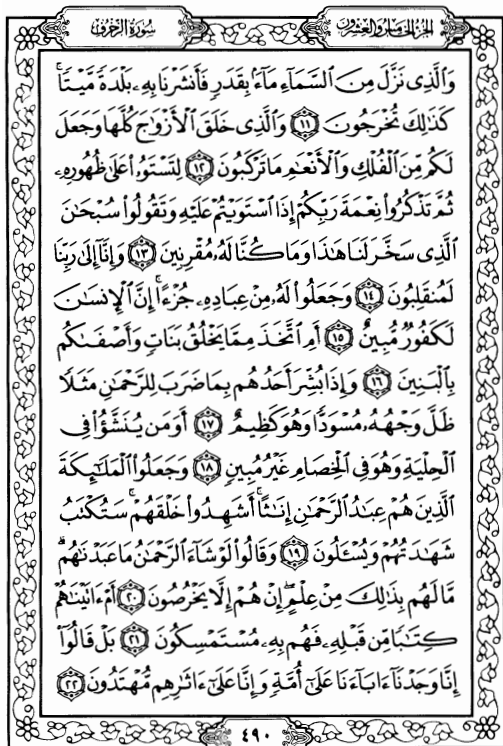 الجزء الخامس والعشرون
سورة الزخرف
وَٱلَّذِى نَزَّلَ مِنَ ٱلسَّمَآءِ مَآءَۢ بِقَدَرٍ فَأَنشَرْنَا بِهِۦ بَلْدَةً مَّيْتًاۚ
كَذَٰلِكَ تُخْرَجُونَ ١١ وَٱلَّذِى خَلَقَ ٱلْأَزْوَٰجَ كُلَّهَا وَجَعَلَ
لَكُم مِّنَ ٱلْفُلْكِ وَٱلْأَنْعَٰمِ مَا تَرْكَبُونَ ١٢ لِتَسْتَوُۥا۟ عَلَىٰ ظُهُورِهِۦ
ثُمَّ تَذْكُرُوا۟ نِعْمَةَ رَبِّكُمْ إِذَا ٱسْتَوَيْتُمْ عَلَيْهِ وَتَقُولُوا۟ سُبْحَٰنَ
ٱلَّذِى سَخَّرَ لَنَا هَٰذَا وَمَا كُنَّا لَهُۥ مُقْرِنِينَ ١٣ وَإِنَّآ إِلَىٰ رَبِّنَا
لَمُنقَلِبُونَ ١٤ وَجَعَلُوا۟ لَهُۥ مِنْ عِبَادِهِۦ جُزْءًاۚ إِنَّ ٱلْإِنسَٰنَ
لَكَفُورٌ مُّبِينٌ ١٥ أَمِ ٱتَّخَذَ مِمَّا يَخْلُقُ بَنَاتٍ وَأَصْفَىٰكُم
بِٱلْبَنِينَ ١٦ وَإِذَا بُشِّرَ أَحَدُهُم بِمَا ضَرَبَ لِلرَّحْمَٰنِ مَثَلًا
ظَلَّ وَجْهُهُۥ مُسْوَدًّا وَهُوَ كَظِيمٌ ١٧ أَوَمَن يُنَشَّؤُا۟ فِى
ٱلْحِلْيَةِ وَهُوَ فِى ٱلْخِصَامِ غَيْرُ مُبِينٍ ١٨ وَجَعَلُوا۟ ٱلْمَلَٰٓئِكَةَ
ٱلَّذِينَ هُمْ عِبَٰدُ ٱلرَّحْمَٰنِ إِنَٰثًاۚ أَشَهِدُوا۟ خَلْقَهُمْۚ سَتُكْتَبُ
شَهَٰدَتُهُمْ وَيُسْـَٔلُونَ ١٩ وَقَالُوا۟ لَوْ شَآءَ ٱلرَّحْمَٰنُ مَا عَبَدْنَٰهُمۗ
مَّا لَهُم بِذَٰلِكَ مِنْ عِلْمٍۖ إِنْ هُمْ إِلَّا يَخْرُصُونَ ٢٠ أَمْ ءَاتَيْنَٰهُمْ
كِتَٰبًا مِّن قَبْلِهِۦ فَهُم بِهِۦ مُسْتَمْسِكُونَ ٢١ بَلْ قَالُوٓا۟
إِنَّا وَجَدْنَآ ءَابَآءَنَا عَلَىٰٓ أُمَّةٍ وَإِنَّا عَلَىٰٓ ءَاثَٰرِهِم مُّهْتَدُونَ ٢٢
٤٩٠